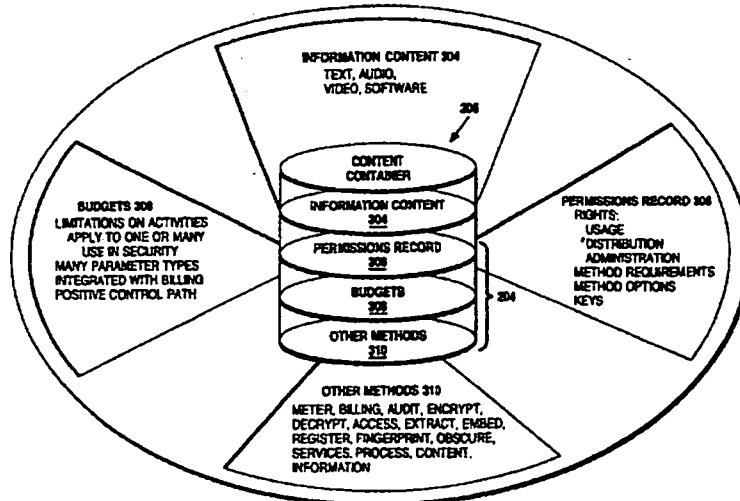 INFORMATION CONTENT 304
TEXT, AUDIO,
VIDEO, SOFTWARE
CONTENT
CONTAINER
INFORMATION CONTENT
304
PERMISSIONS RECORD
BUDGETS
308
OTHER METHODS
310
BUDGETS 308
LIMITATIONS ON ACTIVITIES
APPLY TO ONE OR MANY
USE IN SECURITY
MANY PARAMETER TYPES
INTEGRATED WITH BILLING
POSITIVE CONTROL PATH
PERMISSIONS RECORD
RIGHTS:
USAGE
DISTRIBUTION
ADMINISTRATION
METHOD REQUIREMENTS
METHOD OPTIONS
KEYS
OTHER METHODS 310
METER, BILLING, AUDIT, ENCRYPT,
DECRYPT, ACCESS, EXTRACT, EMBED,
REGISTER, FINGERPRINT, OBSCURE,
SERVICES, PROCESS, CONTENT,
INFORMATION